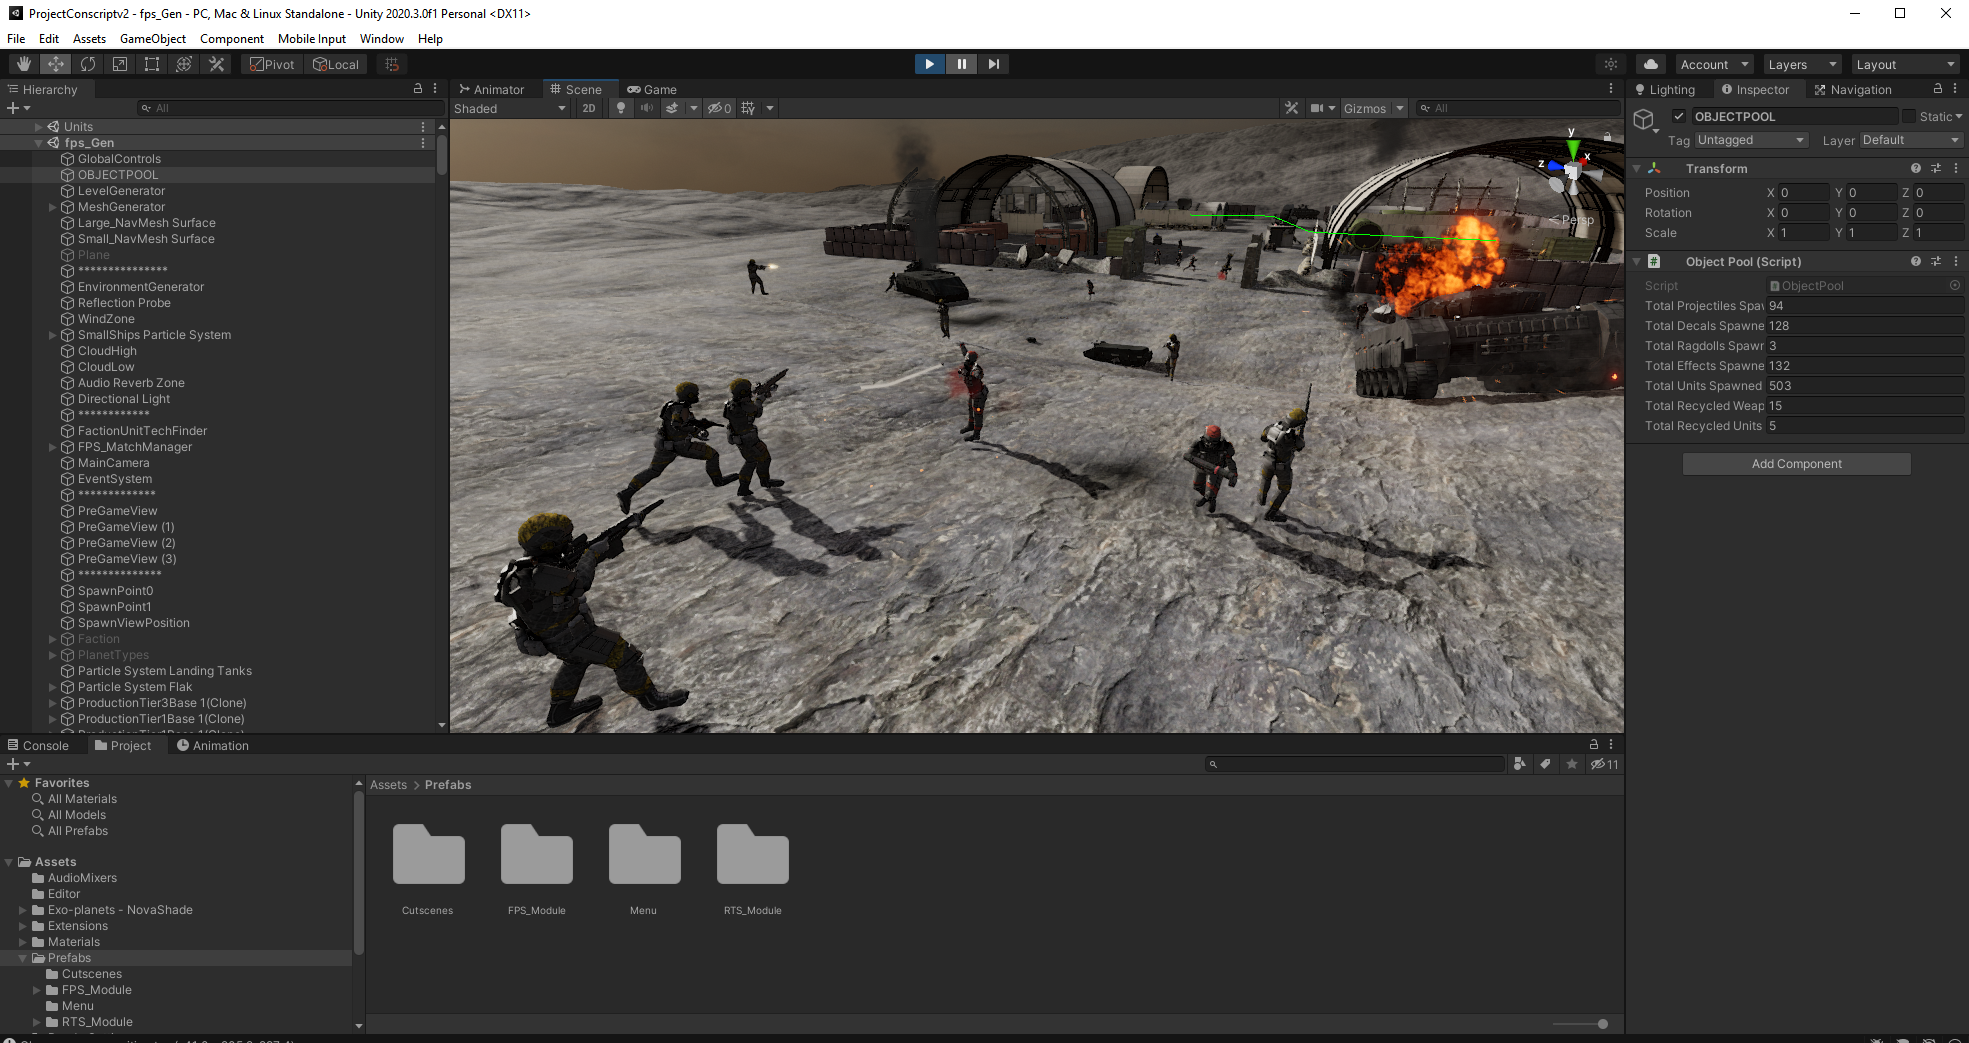 ProjectConscriptv2 - fps_Gen - PC, Mac & Linux Standalone - Unity 2020.3.0f1 Personal <DX11>
File Edit Assets GameObject Component Mobile Input Window Help
Pivot Local Account Layers Layout
Hierarchy
All
Units
fps_Gen
GlobalControls
OBJECTPOOL
LevelGenerator
MeshGenerator
Large_NavMesh Surface
Small_NavMesh Surface
Plane
***************
EnvironmentGenerator
Reflection Probe
WindZone
SmallShips Particle System
CloudHigh
CloudLow
Audio Reverb Zone
Directional Light
************
FactionUnitTechFinder
FPS_MatchManager
MainCamera
EventSystem
*************
PreGameView
PreGameView (1)
PreGameView (2)
PreGameView (3)
**************
SpawnPoint0
SpawnPoint1
SpawnViewPosition
Faction
PlanetTypes
Particle System Landing Tanks
Particle System Flak
ProductionTier3Base 1(Clone)
ProductionTier1Base 1(Clone)
Animator Scene Game
Shaded 2D 0 Gizmos All
y
x
z
Persp
Lighting Inspector Navigation
OBJECTPOOL Static
Tag Untagged Layer Default
Transform
Position X 0 Y 0 Z 0
Rotation X 0 Y 0 Z 0
Scale X 1 Y 1 Z 1
# Object Pool (Script)
Script ObjectPool
Total Projectiles Spaw 94
Total Decals Spawne 128
Total Ragdolls Spawr 3
Total Effects Spawne 132
Total Units Spawned 503
Total Recycled Weap 15
Total Recycled Units 5
Add Component
Console Project Animation
11
Favorites
All Materials
All Models
All Prefabs
Assets
AudioMixers
Editor
Exo-planets - NovaShade
Extensions
Materials
Prefabs
Cutscenes
FPS_Module
Menu
RTS_Module
Assets > Prefabs
Cutscenes FPS_Module Menu RTS_Module